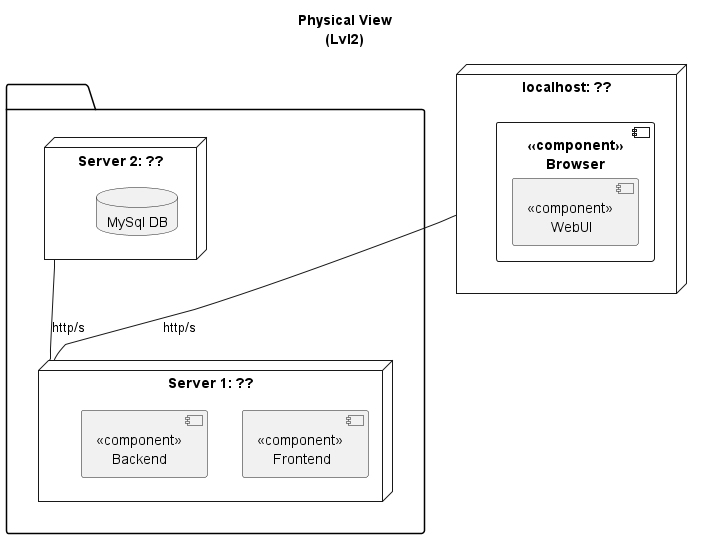 Physical View
(Lvl2)
localhost: ??
«component»
Browser
«component»
WebUI
Server 2: ??
MySql DB
http/s
http/s
Server 1: ??
«component»
Backend
«component»
Frontend